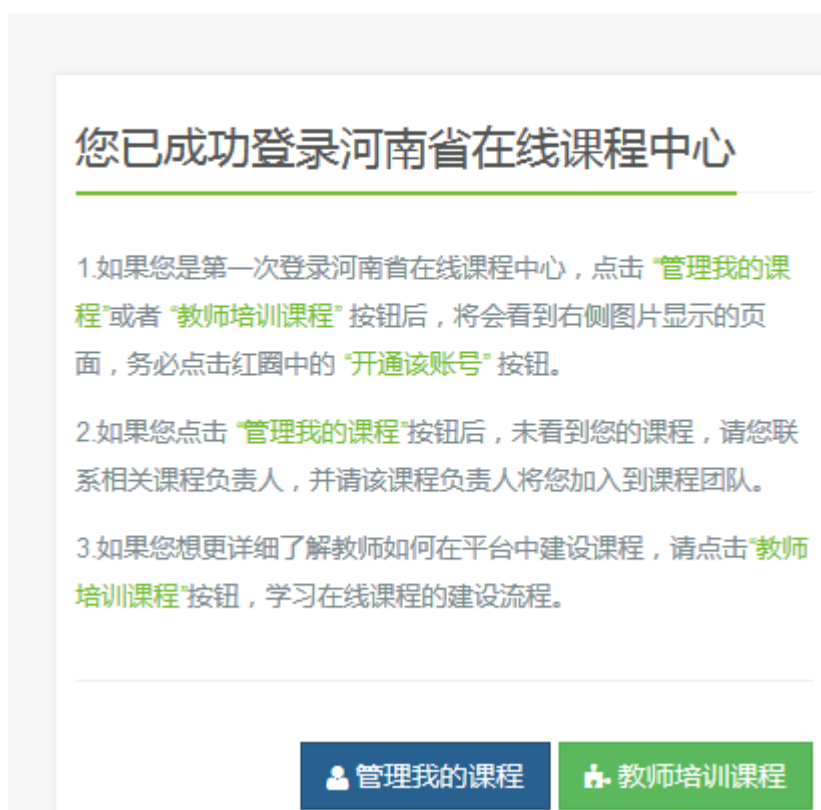 您已成功登录河南省在线课程中心
1.如果您是第一次登录河南省在线课程中心，点击 “管理我的课
程”或者 “教师培训课程” 按钮后，将会看到右侧图片显示的页
面，务必点击红圈中的 “开通该账号” 按钮。
2.如果您点击 “管理我的课程”按钮后，未看到您的课程，请您联
系相关课程负责人，并请该课程负责人将您加入到课程团队。
3.如果您想更详细了解教师如何在平台中建设课程，请点击“教师
培训课程”按钮，学习在线课程的建设流程。
管理我的课程 教师培训课程